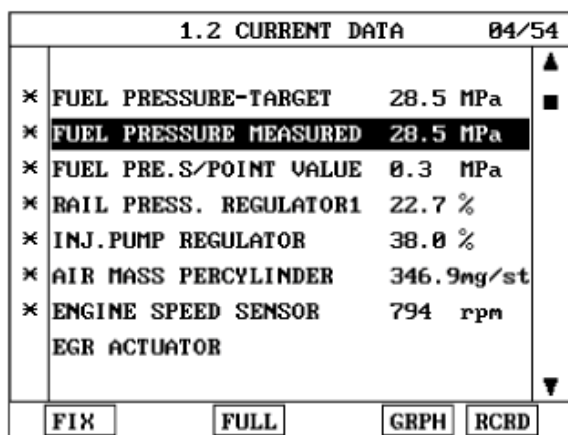 1.2 CURRENT DATA 04/54
* FUEL PRESSURE-TARGET 28.5 MPa
* FUEL PRESSURE MEASURED 28.5 MPa
* FUEL PRE.S/POINT VALUE 0.3 MPa
* RAIL PRESS. REGULATOR1 22.7 %
* INJ.PUMP REGULATOR 38.0 %
* AIR MASS PERCYLINDER 346.9mg/st
* ENGINE SPEED SENSOR 794 rpm
EGR ACTUATOR
FIX FULL GRPH RCRD